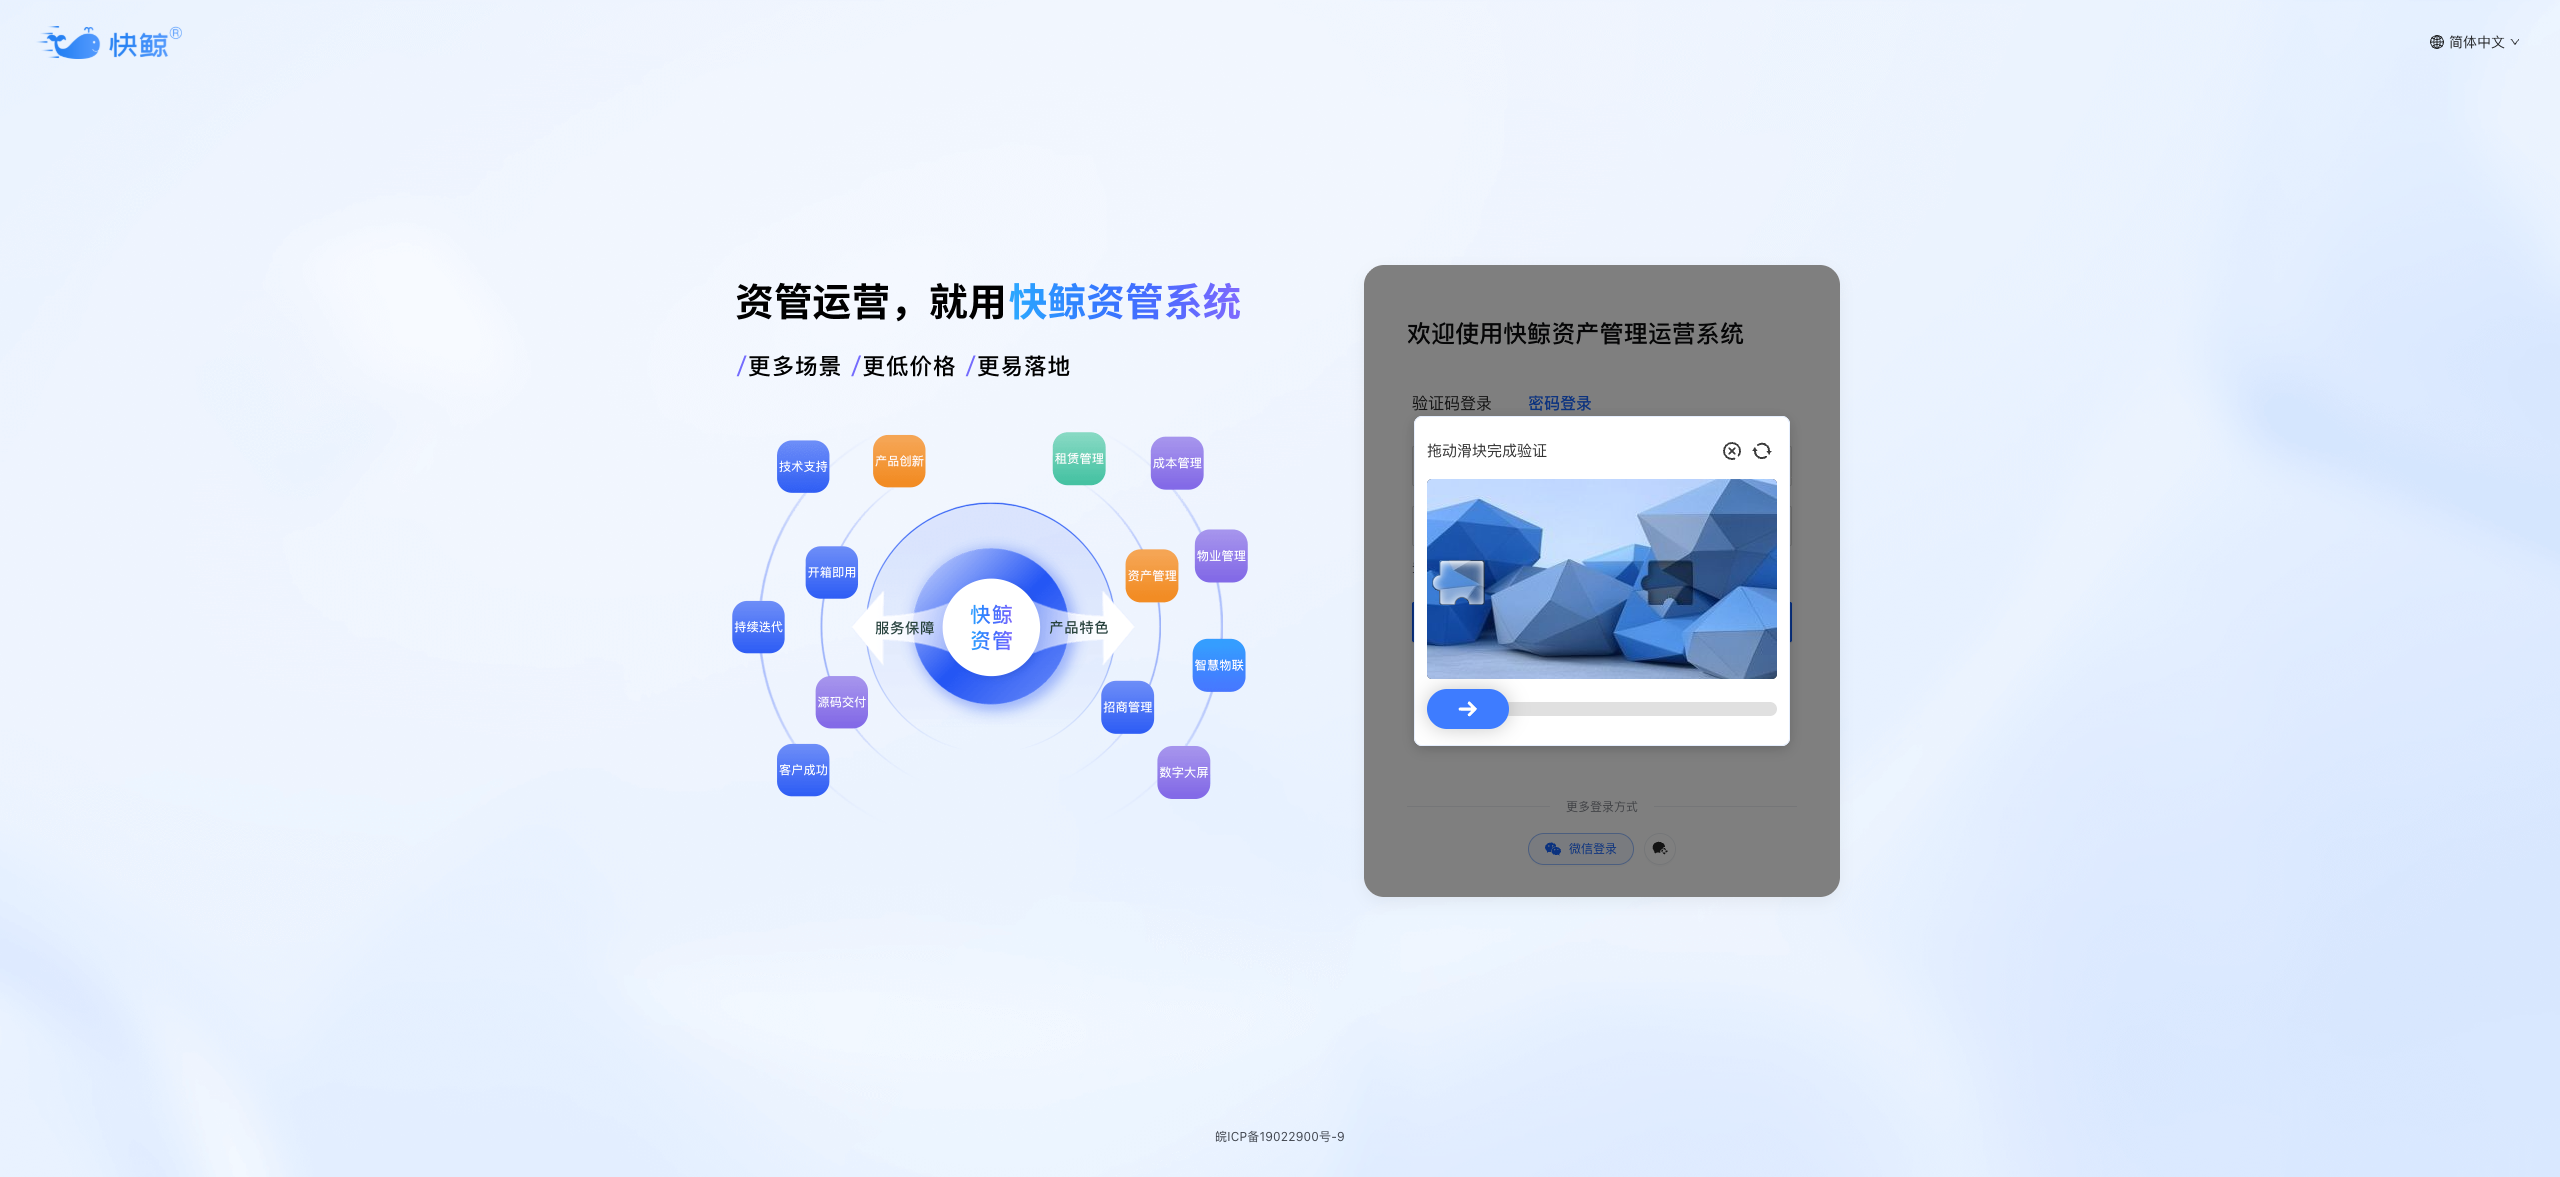 快鲸®
简体中文
资管运营，就用快鲸资管系统
/更多场景 /更低价格 /更易落地
技术支持
产品创新
租赁管理
成本管理
开箱即用
资产管理
物业管理
持续迭代
服务保障
快鲸
资管
产品特色
智慧物联
源码交付
招商管理
客户成功
数字大屏
欢迎使用快鲸资产管理运营系统
验证码登录 密码登录
拖动滑块完成验证
更多登录方式
微信登录
皖ICP备19022900号-9